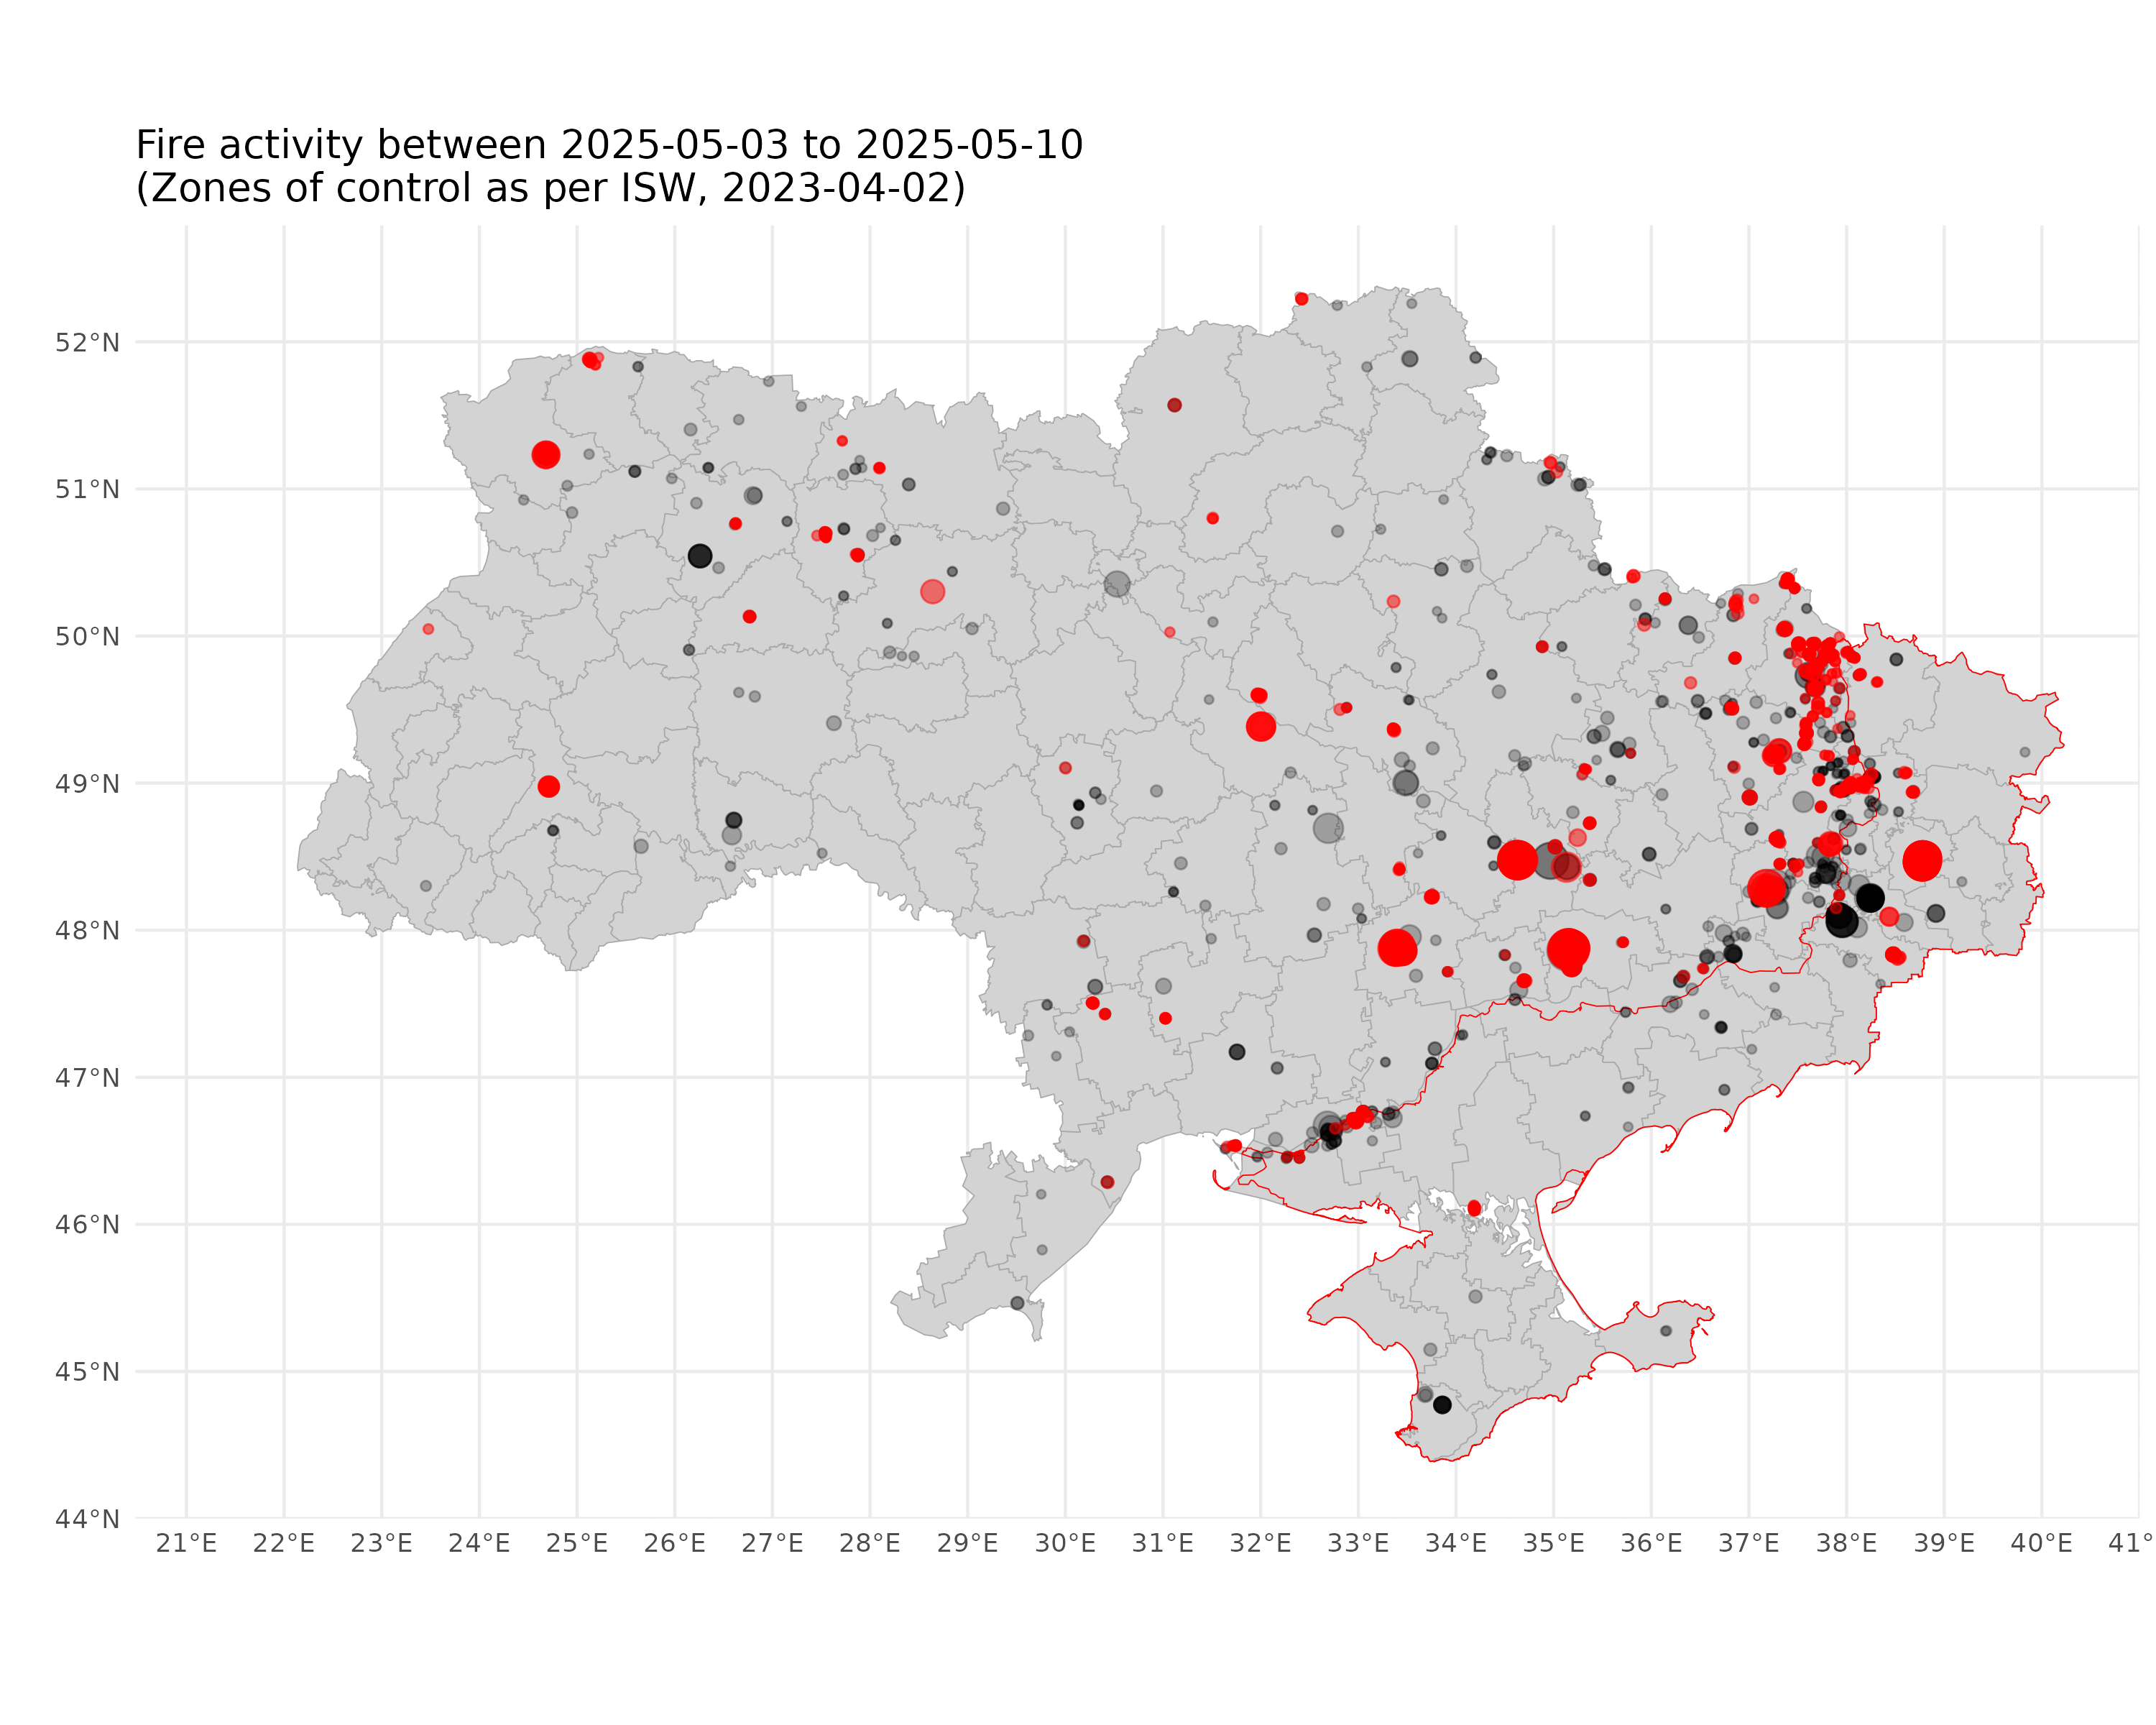 Fire activity between 2025-05-03 to 2025-05-10
(Zones of control as per ISW, 2023-04-02)
52°N
51°N
50°N
49°N
48°N
47°N
46°N
45°N
44°N
21°E 22°E 23°E 24°E 25°E 26°E 27°E 28°E 29°E 30°E 31°E 32°E 33°E 34°E 35°E 36°E 37°E 38°E 39°E 40°E 41°